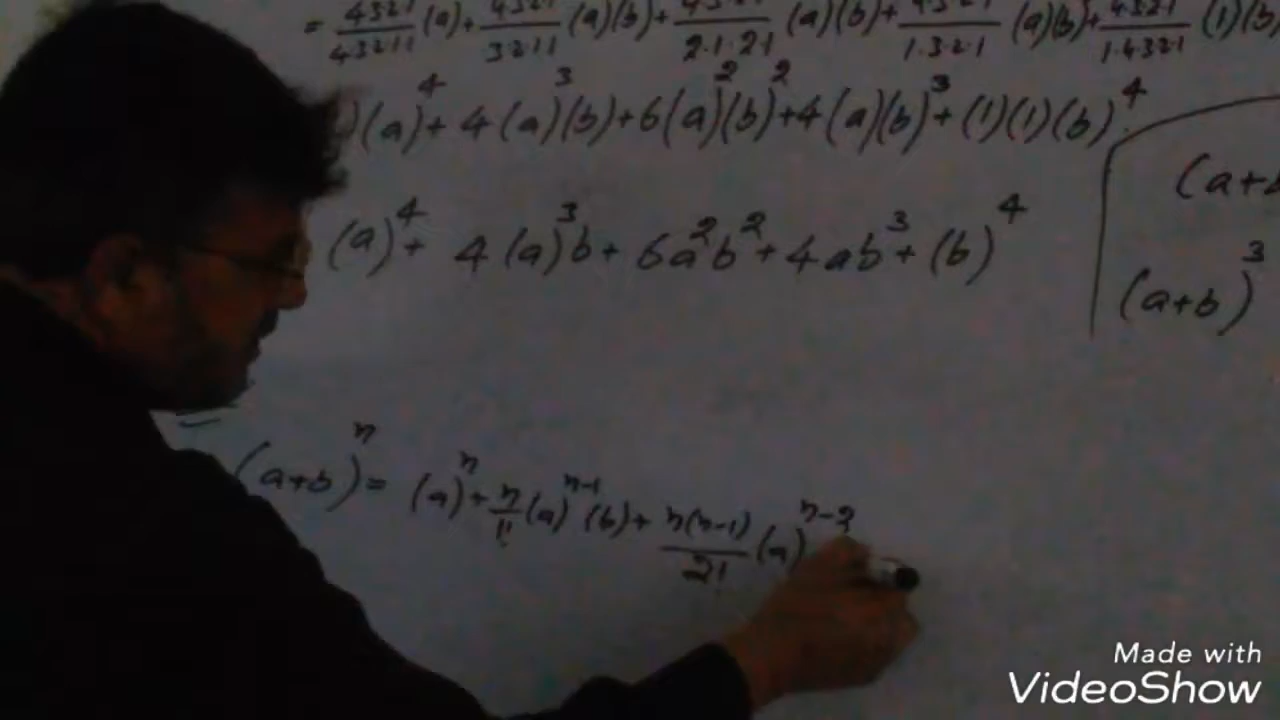 = 4·3·2·1/4·3·2·1·1 (a) + 4·3·2·1/3·2·1·1 (a)(b) + 4·3·2·1/2·1·2·1 (a)(b) + 4·3·2·1/1·3·2·1 (a)(b) + 4·3·2·1/1·4·3·2·1 (1)(b)
)(a)⁴ + 4(a)³(b) + 6(a)²(b)² + 4(a)(b)³ + (1)(1)(b)⁴
(a)⁴ + 4(a)³b + 6a²b² + 4ab³ + (b)⁴
(a+b
(a+b)³
(a+b)ⁿ = (a)ⁿ + n/1! (a)ⁿ⁻¹(b) + n(n-1)/2! (a)ⁿ⁻²
Made with
VideoShow